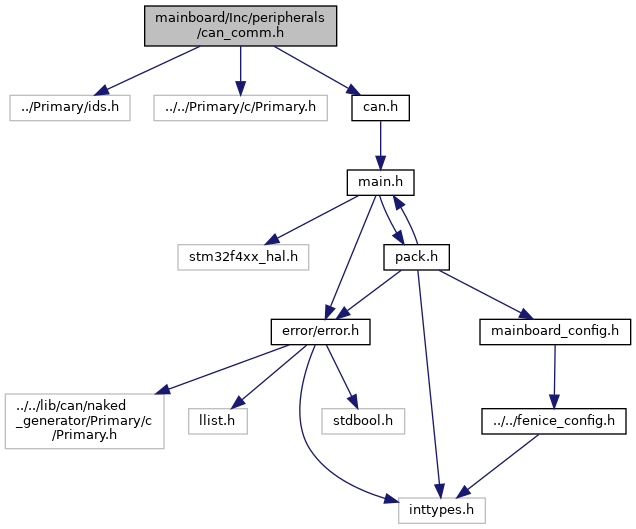 mainboard/Inc/peripherals
/can_comm.h
../Primary/ids.h
../../Primary/c/Primary.h
can.h
main.h
stm32f4xx_hal.h
pack.h
error/error.h
mainboard_config.h
../../lib/can/naked
_generator/Primary/c
/Primary.h
llist.h
stdbool.h
../../fenice_config.h
inttypes.h